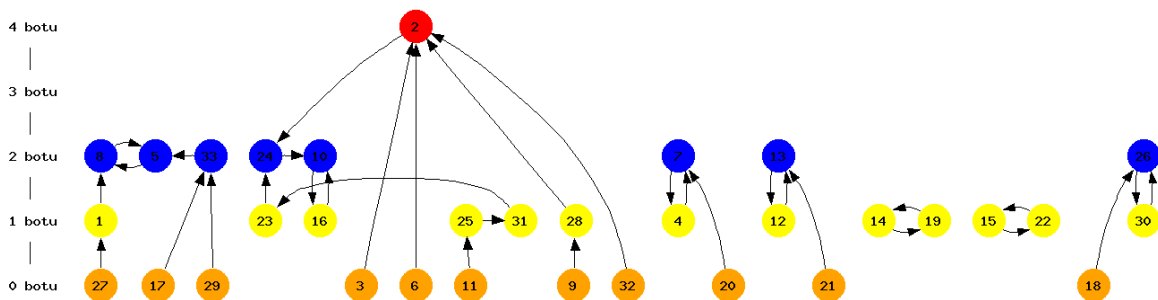 4 botu 2
|
3 botu
|
2 botu 8 5 33 24 10 7 13 26
|
1 botu 1 23 16 25 31 28 4 12 14 19 15 22 30
|
0 botu 27 17 29 3 6 11 9 32 20 21 18